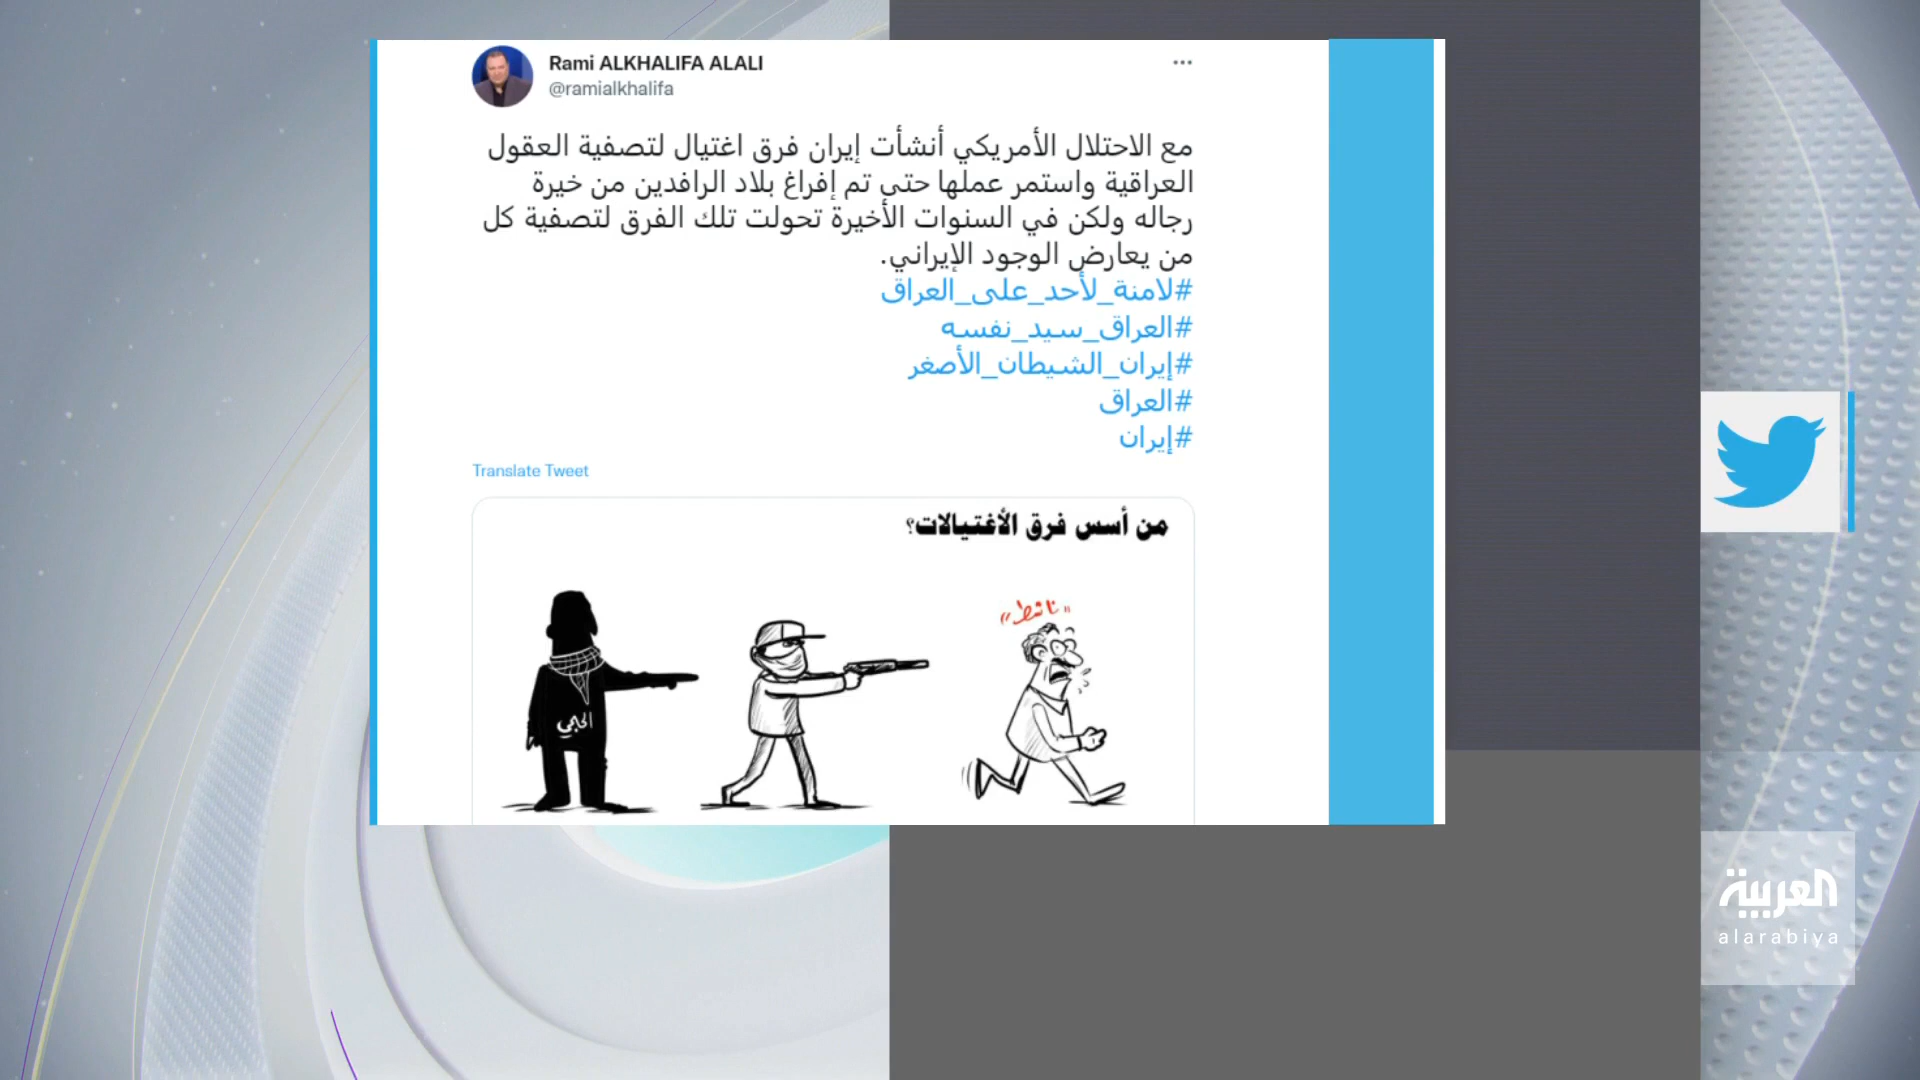 Rami ALKHALIFA ALALI
@ramialkhalifa
مع الاحتلال الأمريكي أنشأت إيران فرق اغتيال لتصفية العقول
العراقية واستمر عملها حتى تم إفراغ بلاد الرافدين من خيرة
رجاله ولكن في السنوات الأخيرة تحولت تلك الفرق لتصفية كل
من يعارض الوجود الإيراني.
#لامنة_لأحد_على_العراق
#العراق_سيد_نفسه
#إيران_الشيطان_الأصغر
#العراق
#إيران
Translate Tweet
من أسس فرق الأغتيالات؟
"ناشط"
العربية
alarabiya